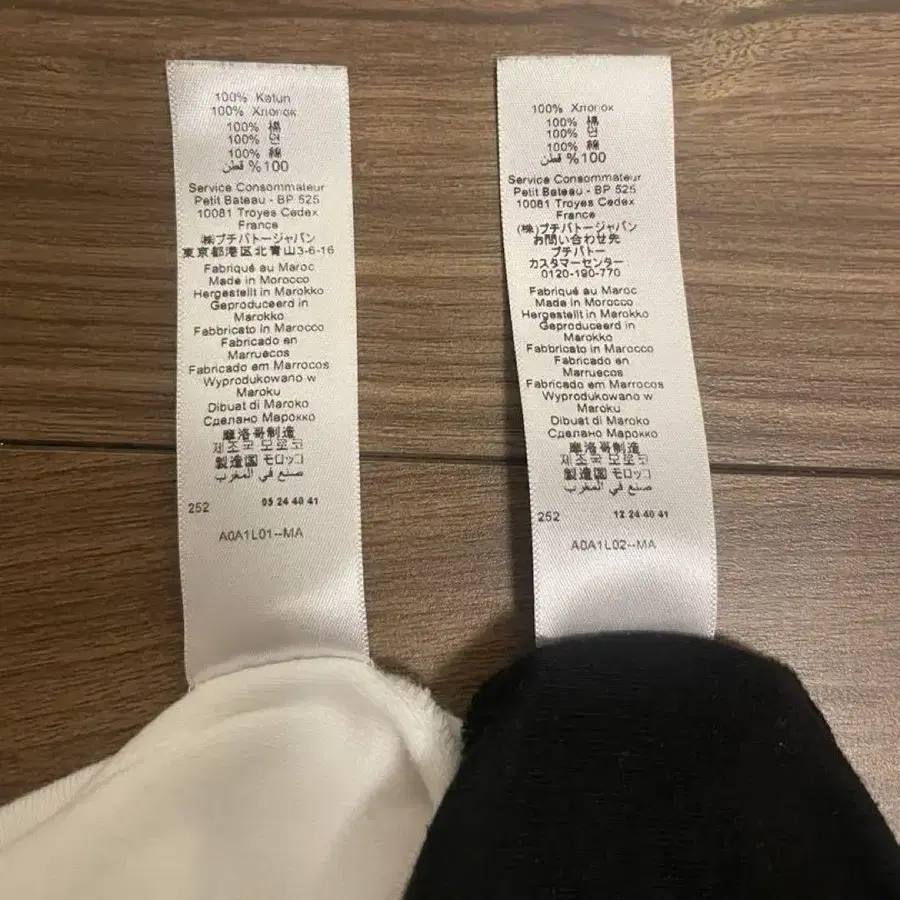 100% Katun
100% Хлопок
100% 棉
100% 면
100% 綿
%100 قطن
Service Consommateur
Petit Bateau - BP 525
10081 Troyes Cedex
France
㈱プチバトージャパン
東京都港区北青山3-6-16
Fabriqué au Maroc
Made in Morocco
Hergestellt in Marokko
Geproduceerd in
Marokko
Fabbricato in Marocco
Fabricado en
Marruecos
Fabricado em Marrocos
Wyprodukowano w
Maroku
Dibuat di Maroko
Сделано Марокко
摩洛哥制造
제조국 모로코
製造国 モロッコ
صنع في المغرب
252 05 24 40 41
A0A1L01--MA
100% Хлопок
100% 棉
100% 면
100% 綿
%100 قطن
Service Consommateur
Petit Bateau - BP 525
10081 Troyes Cedex
France
(株)プチバトージャパン
お問い合わせ先
プチバトー
カスタマーセンター
0120-190-770
Fabriqué au Maroc
Made in Morocco
Hergestellt in Marokko
Geproduceerd in
Marokko
Fabbricato in Marocco
Fabricado en
Marruecos
Fabricado em Marrocos
Wyprodukowano w
Maroku
Dibuat di Maroko
Сделано Марокко
摩洛哥制造
제조국 모로코
製造国 モロッコ
صنع في المغرب
252 12 24 40 41
A0A1L02--MA